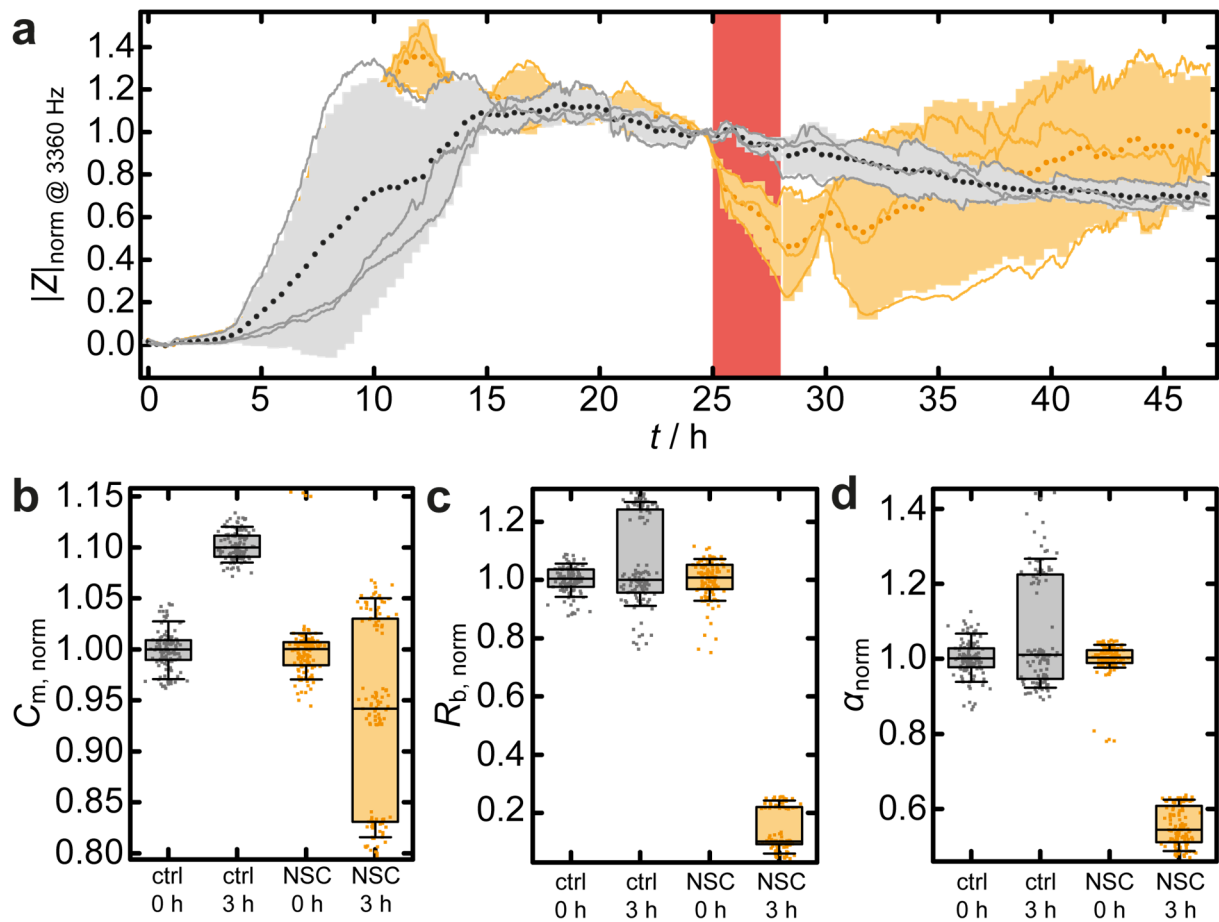 a
1.4
1.2
1.0
0.8
0.6
0.4
0.2
0.0
|Z|norm @ 3360 Hz
0 5 10 15 20 25 30 35 40 45
t / h
b
1.15
1.10
1.05
1.00
0.95
0.90
0.85
0.80
Cm, norm
ctrl ctrl NSC NSC
0 h 3 h 0 h 3 h
c
1.2
1.0
0.8
0.6
0.4
0.2
Rb, norm
ctrl ctrl NSC NSC
0 h 3 h 0 h 3 h
d
1.4
1.2
1.0
0.8
0.6
αnorm
ctrl ctrl NSC NSC
0 h 3 h 0 h 3 h